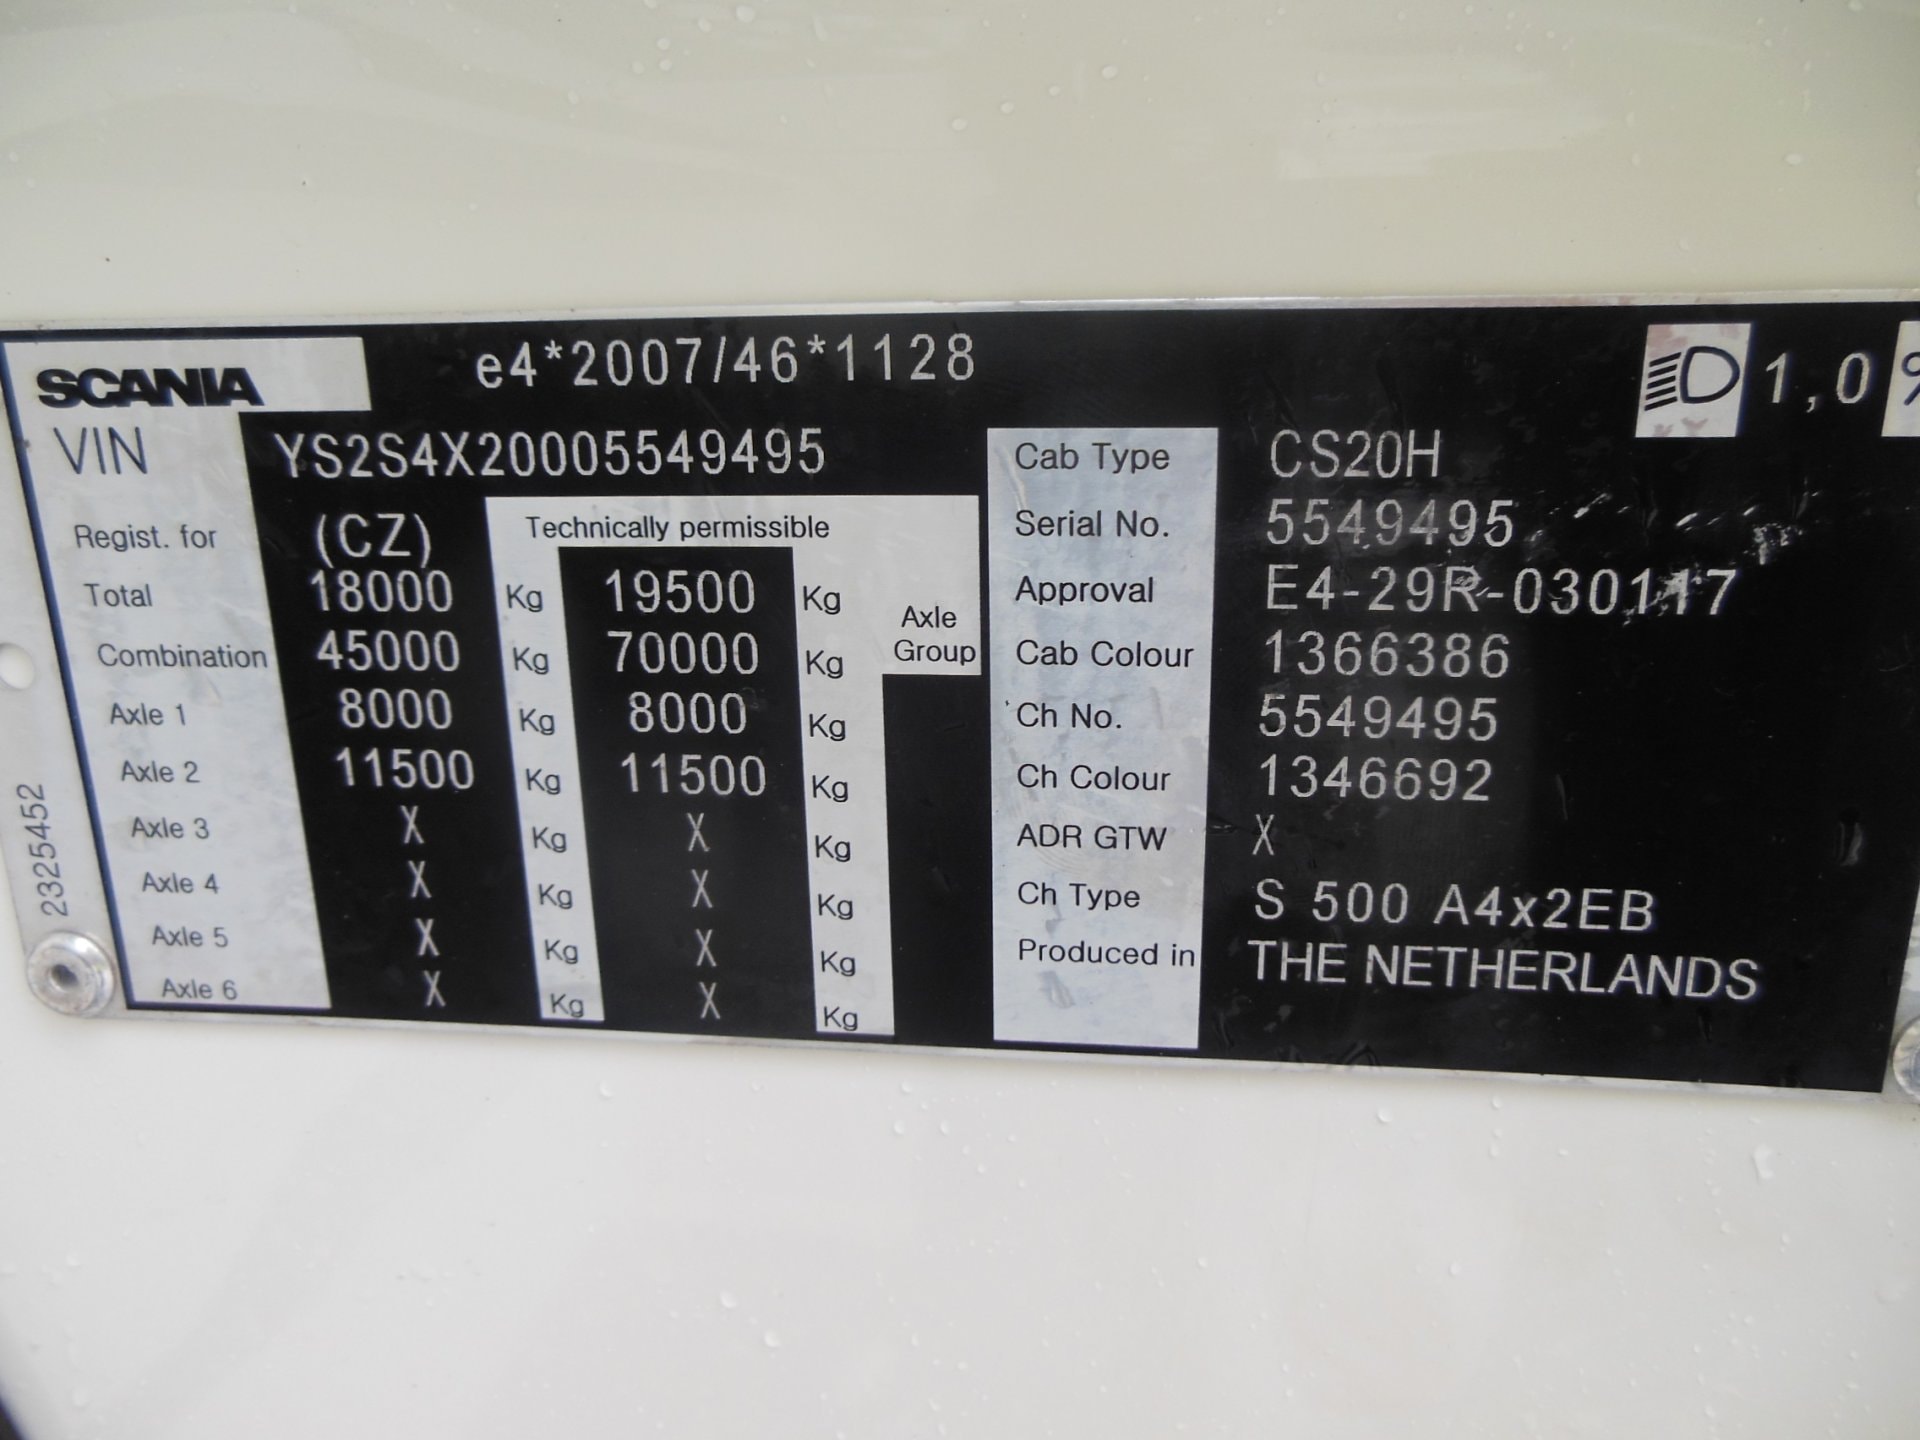 SCANIA e4*2007/46*1128 1,0 %
VIN YS2S4X20005549495
Regist. for (CZ) Technically permissible
Total 18000 Kg 19500 Kg
Combination 45000 Kg 70000 Kg
Axle Group
Axle 1 8000 Kg 8000 Kg
Axle 2 11500 Kg 11500 Kg
Axle 3 X Kg X Kg
Axle 4 X Kg X Kg
Axle 5 X Kg X Kg
Axle 6 X Kg X Kg
Cab Type CS20H
Serial No. 5549495
Approval E4-29R-030117
Cab Colour 1366386
Ch No. 5549495
Ch Colour 1346692
ADR GTW X
Ch Type S 500 A4x2EB
Produced in THE NETHERLANDS
2325452